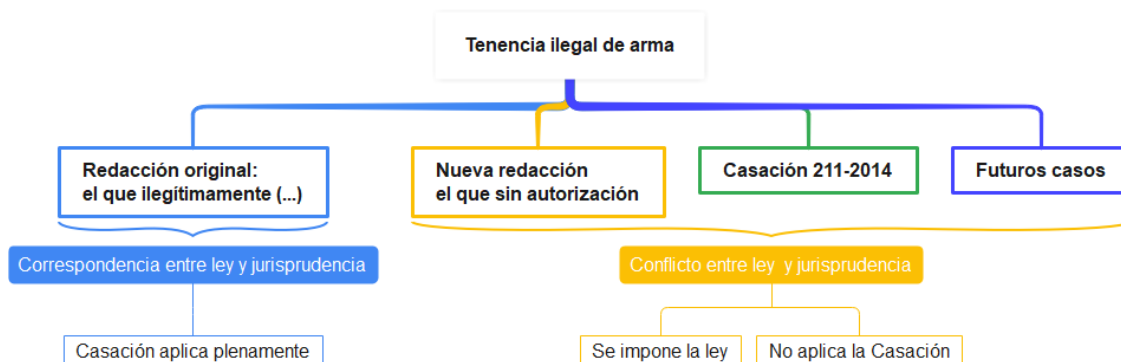 Tenencia ilegal de arma
Redacción original:
el que ilegítimamente (...)
Nueva redacción
el que sin autorización
Casación 211-2014
Futuros casos
Correspondencia entre ley y jurisprudencia
Conflicto entre ley y jurisprudencia
Casación aplica plenamente
Se impone la ley
No aplica la Casación